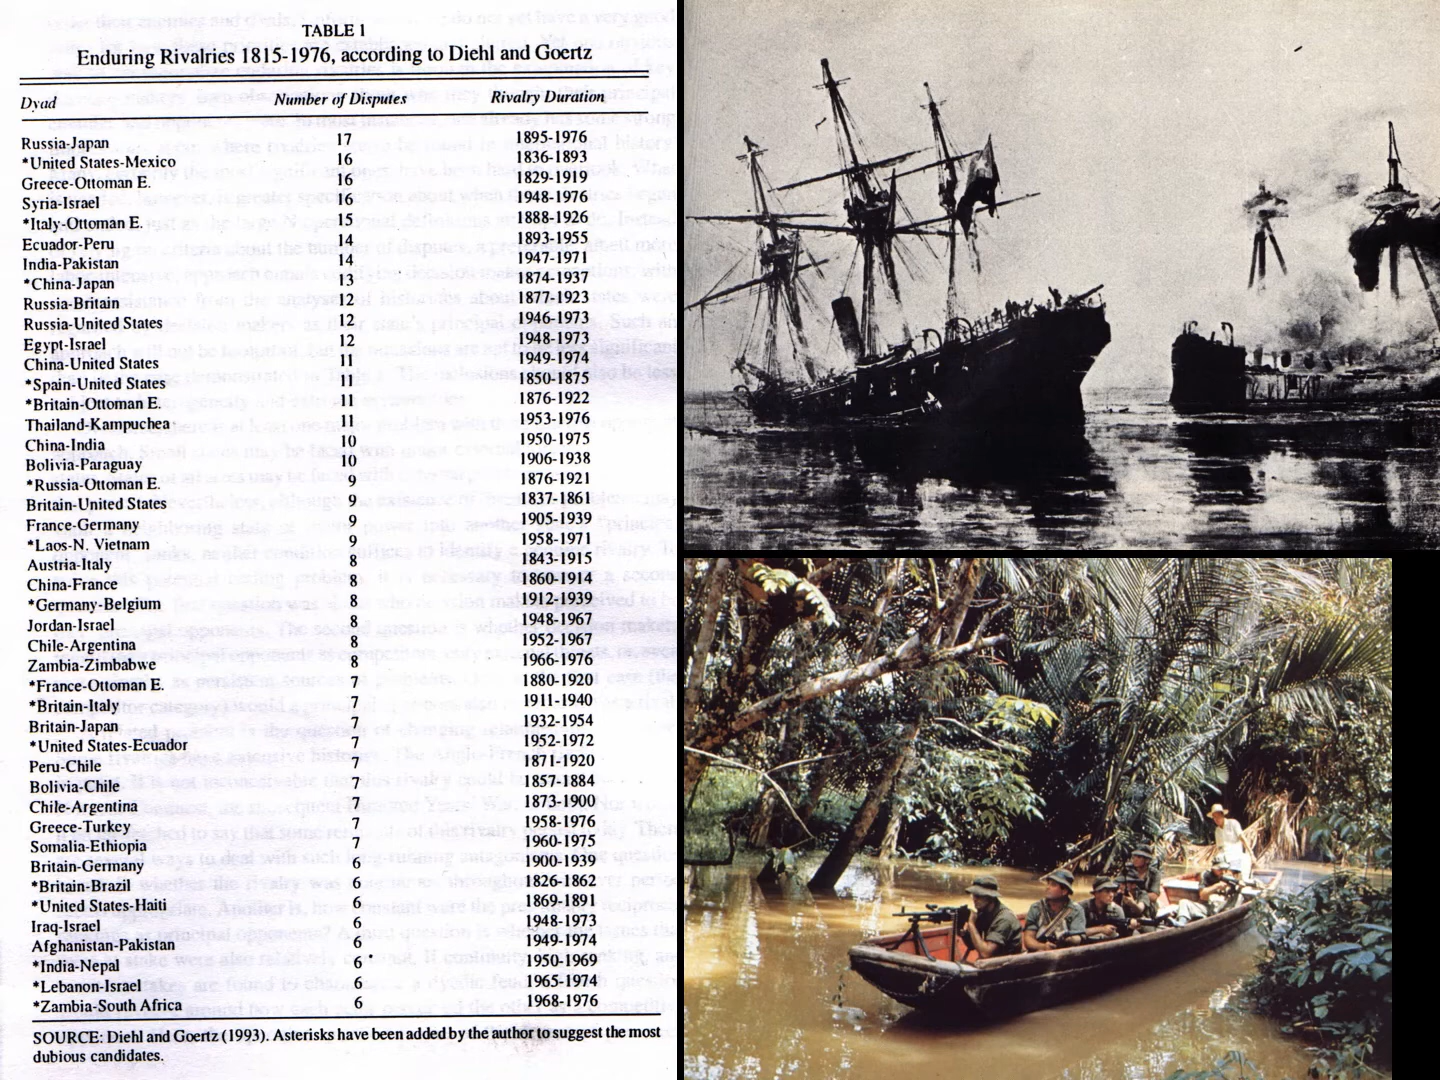 TABLE 1
Enduring Rivalries 1815-1976, according to Diehl and Goertz
Dyad Number of Disputes Rivalry Duration
Russia-Japan 17 1895-1976
*United States-Mexico 16 1836-1893
Greece-Ottoman E. 16 1829-1919
Syria-Israel 16 1948-1976
*Italy-Ottoman E. 15 1888-1926
Ecuador-Peru 14 1893-1955
India-Pakistan 14 1947-1971
*China-Japan 13 1874-1937
Russia-Britain 12 1877-1923
Russia-United States 12 1946-1973
Egypt-Israel 12 1948-1973
China-United States 11 1949-1974
*Spain-United States 11 1850-1875
*Britain-Ottoman E. 11 1876-1922
Thailand-Kampuchea 11 1953-1976
China-India 10 1950-1975
Bolivia-Paraguay 10 1906-1938
*Russia-Ottoman E. 9 1876-1921
Britain-United States 9 1837-1861
France-Germany 9 1905-1939
*Laos-N. Vietnam 9 1958-1971
Austria-Italy 8 1843-1915
China-France 8 1860-1914
*Germany-Belgium 8 1912-1939
Jordan-Israel 8 1948-1967
Chile-Argentina 8 1952-1967
Zambia-Zimbabwe 8 1966-1976
*France-Ottoman E. 7 1880-1920
*Britain-Italy 7 1911-1940
Britain-Japan 7 1932-1954
*United States-Ecuador 7 1952-1972
Peru-Chile 7 1871-1920
Bolivia-Chile 7 1857-1884
Chile-Argentina 7 1873-1900
Greece-Turkey 7 1958-1976
Somalia-Ethiopia 7 1960-1975
Britain-Germany 6 1900-1939
*Britain-Brazil 6 1826-1862
*United States-Haiti 6 1869-1891
Iraq-Israel 6 1948-1973
Afghanistan-Pakistan 6 1949-1974
*India-Nepal 6 1950-1969
*Lebanon-Israel 6 1965-1974
*Zambia-South Africa 6 1968-1976
SOURCE: Diehl and Goertz (1993). Asterisks have been added by the author to suggest the most
dubious candidates.